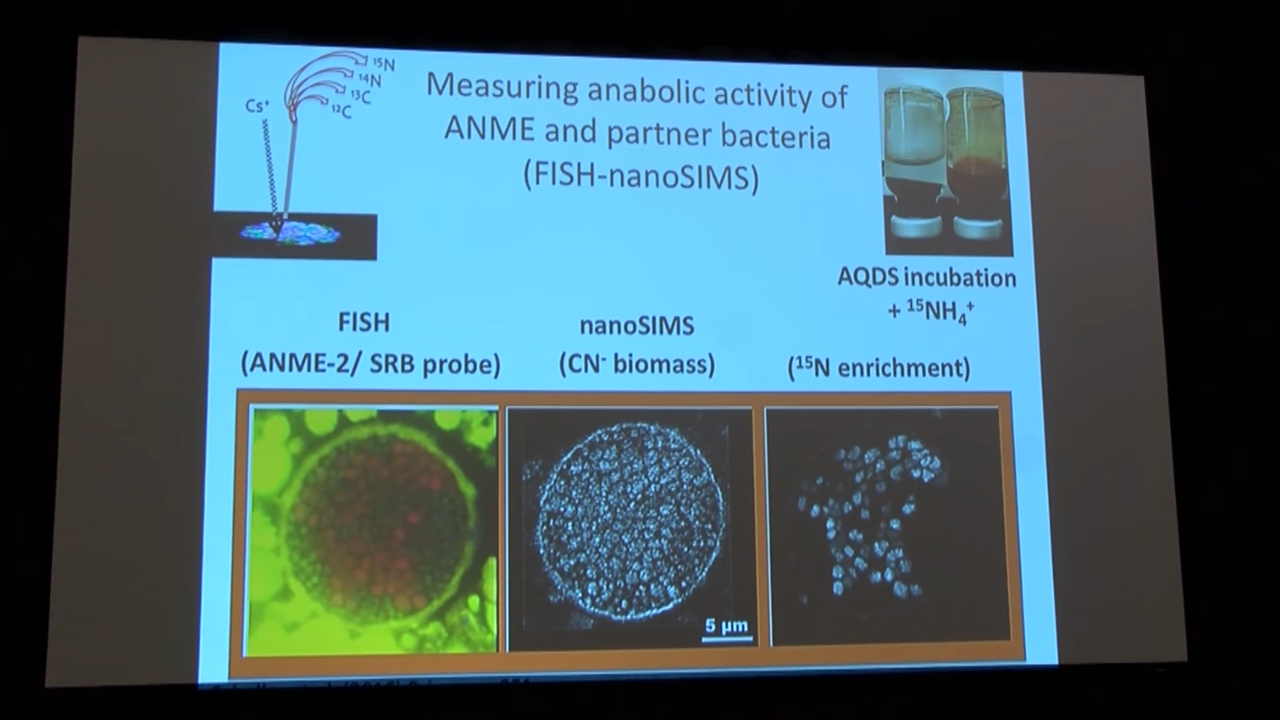 Measuring anabolic activity of
ANME and partner bacteria
(FISH-nanoSIMS)
Cs⁺
¹⁵N
¹⁴N
¹³C
¹²C
AQDS incubation
+ ¹⁵NH₄⁺
FISH
(ANME-2/ SRB probe)
nanoSIMS
(CN⁻ biomass)
(¹⁵N enrichment)
5 µm